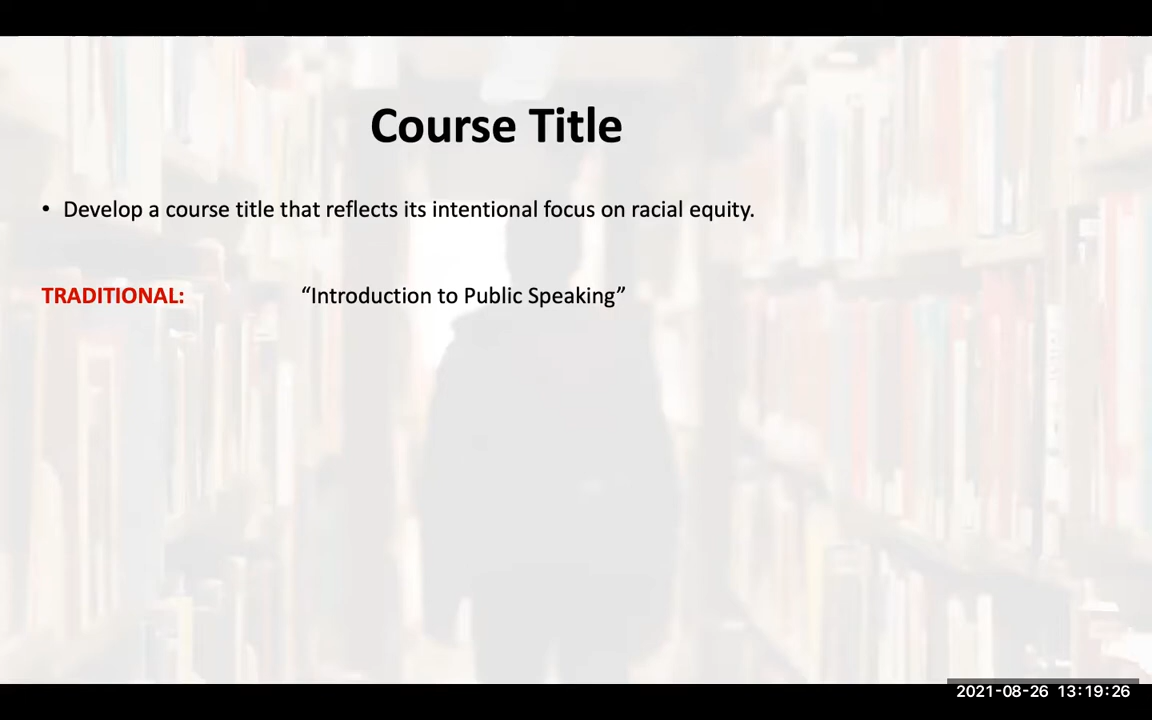 Course Title
• Develop a course title that reflects its intentional focus on racial equity.
TRADITIONAL: “Introduction to Public Speaking”
2021-08-26 13:19:26